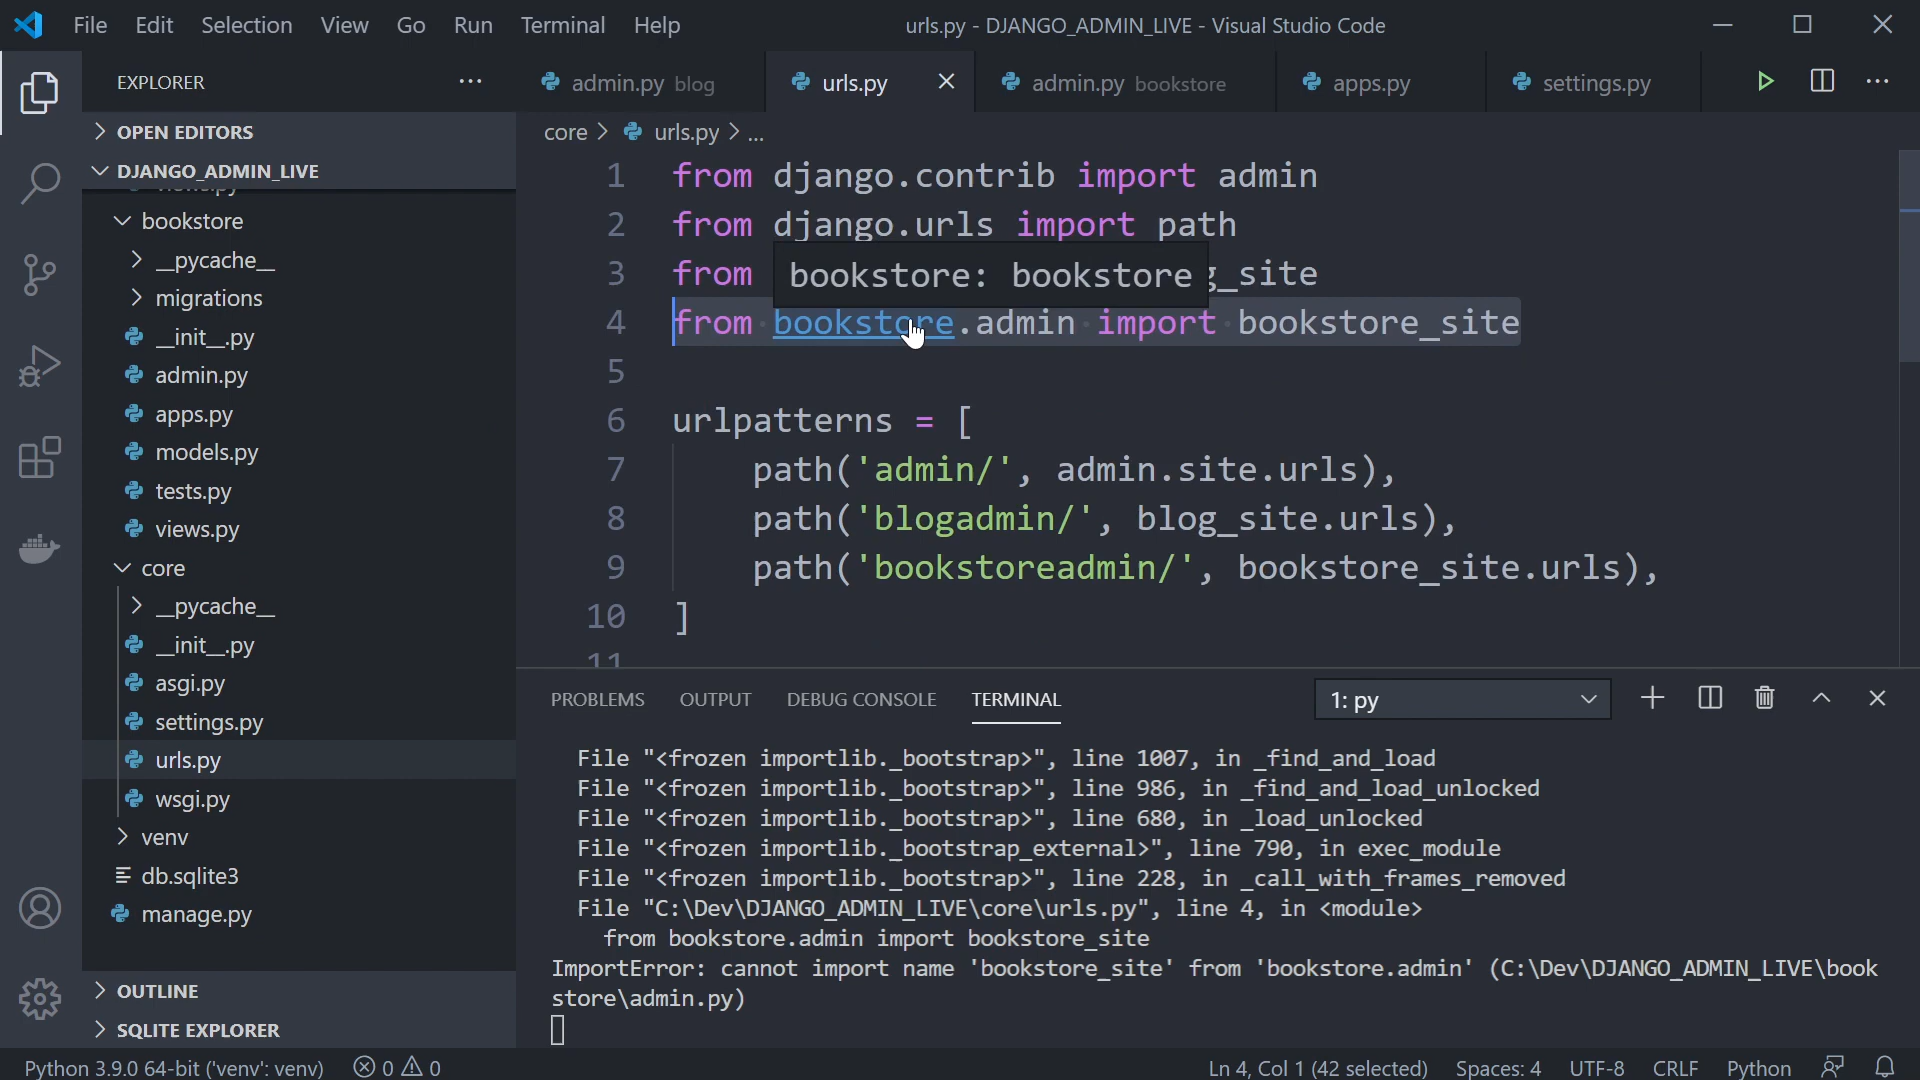 File Edit Selection View Go Run Terminal Help
urls.py - DJANGO_ADMIN_LIVE - Visual Studio Code
EXPLORER
OPEN EDITORS
DJANGO_ADMIN_LIVE
bookstore
__pycache__
migrations
__init__.py
admin.py
apps.py
models.py
tests.py
views.py
core
__pycache__
__init__.py
asgi.py
settings.py
urls.py
wsgi.py
venv
db.sqlite3
manage.py
OUTLINE
SQLITE EXPLORER
admin.py blog
urls.py
admin.py bookstore
apps.py
settings.py
core > urls.py > ...
1 from django.contrib import admin
2 from django.urls import path
3 from g_site
bookstore: bookstore
4 from bookstore.admin import bookstore_site
5
6 urlpatterns = [
7 path('admin/', admin.site.urls),
8 path('blogadmin/', blog_site.urls),
9 path('bookstoreadmin/', bookstore_site.urls),
10 ]
11
PROBLEMS OUTPUT DEBUG CONSOLE TERMINAL
1: py
File "<frozen importlib._bootstrap>", line 1007, in _find_and_load
File "<frozen importlib._bootstrap>", line 986, in _find_and_load_unlocked
File "<frozen importlib._bootstrap>", line 680, in _load_unlocked
File "<frozen importlib._bootstrap_external>", line 790, in exec_module
File "<frozen importlib._bootstrap>", line 228, in _call_with_frames_removed
File "C:\Dev\DJANGO_ADMIN_LIVE\core\urls.py", line 4, in <module>
from bookstore.admin import bookstore_site
ImportError: cannot import name 'bookstore_site' from 'bookstore.admin' (C:\Dev\DJANGO_ADMIN_LIVE\book
store\admin.py)
Python 3.9.0 64-bit ('venv': venv) 0 0
Ln 4, Col 1 (42 selected) Spaces: 4 UTF-8 CRLF Python